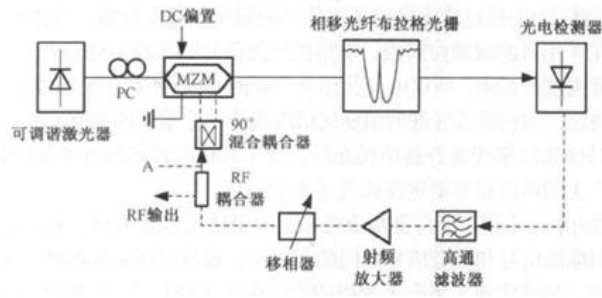 DC偏置
相移光纤布拉格光栅
光电检测器
PC
MZM
可调谐激光器
90°
混合耦合器
A
RF
耦合器
RF输出
移相器
射频
放大器
高通
滤波器